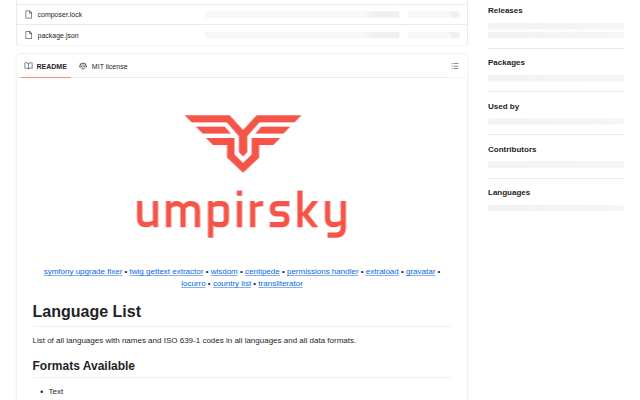 composer.lock
package.json
README
MIT license
umpirsky
symfony upgrade fixer • twig gettext extractor • wisdom • centipede • permissions handler • extraload • gravatar •
locurro • country list • transliterator
Language List
List of all languages with names and ISO 639-1 codes in all languages and all data formats.
Formats Available
• Text
Releases
Packages
Used by
Contributors
Languages